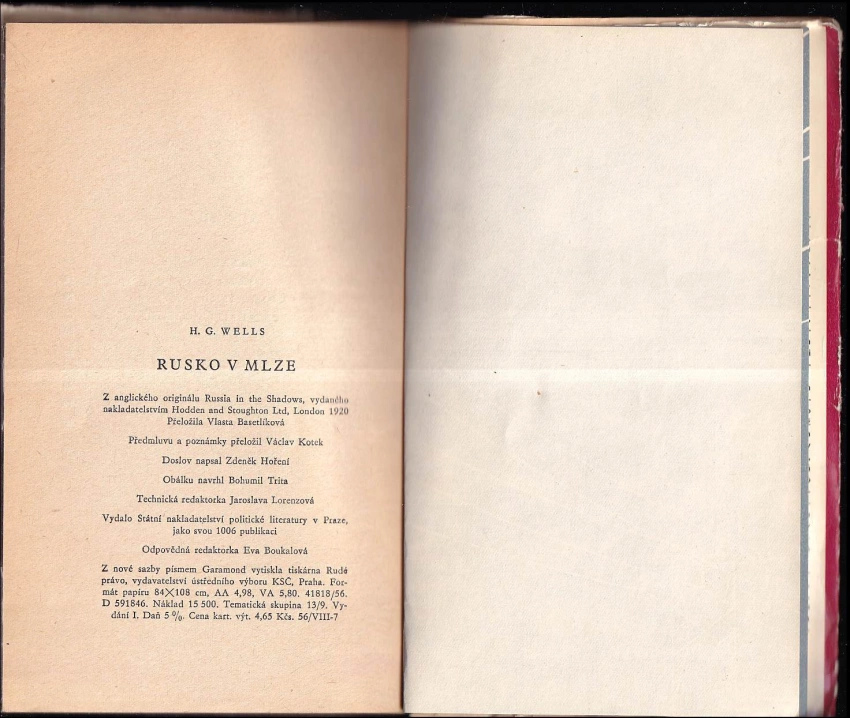 H. G. WELLS
RUSKO V MLZE
Z anglického originálu Russia in the Shadows, vydaného
nakladatelstvím Hodden and Stoughton Ltd, London 1920
Přeložila Vlasta Basetlíková
Předmluvu a poznámky přeložil Václav Kotek
Doslov napsal Zdeněk Hoření
Obálku navrhl Bohumil Trita
Technická redaktorka Jaroslava Lorenzová
Vydalo Státní nakladatelství politické literatury v Praze,
jako svou 1006 publikaci
Odpovědná redaktorka Eva Boukalová
Z nové sazby písmem Garamond vytiskla tiskárna Rudé
právo, vydavatelství ústředního výboru KSČ, Praha. For-
mát papíru 84×108 cm, AA 4,98, VA 5,80. 41818/56.
D 591846. Náklad 15 500. Tematická skupina 13/9. Vy-
dání I. Daň 5 %. Cena kart. výt. 4,65 Kčs. 56/VIII-7